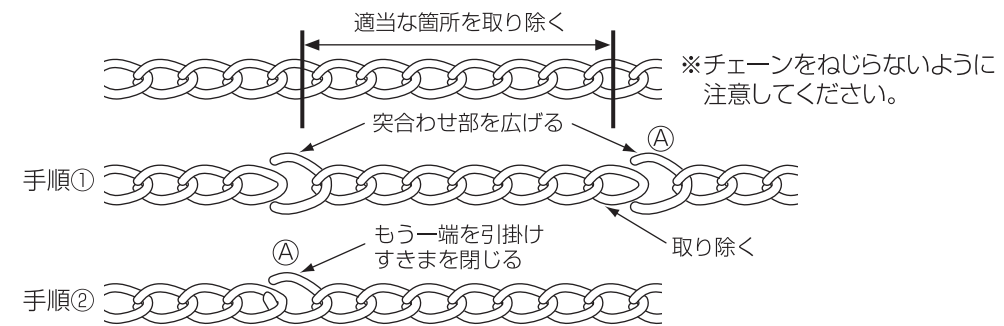 適当な箇所を取り除く
※チェーンをねじらないように
注意してください。
突合わせ部を広げる
Ⓐ
手順①
取り除く
もう一端を引掛け
すきまを閉じる
Ⓐ
手順②